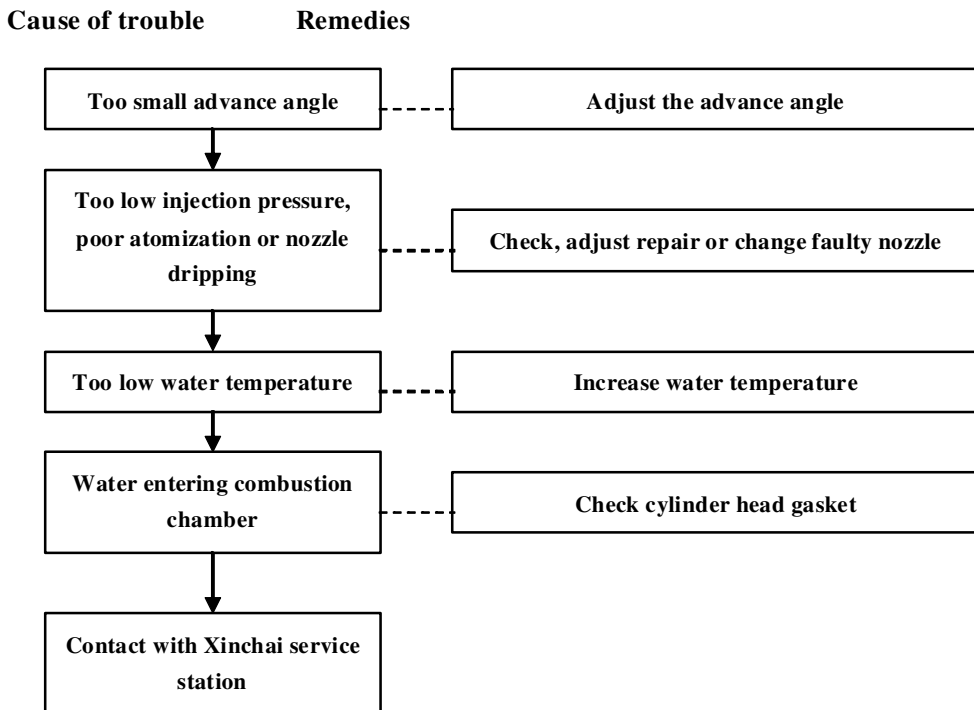 Cause of trouble Remedies
Too small advance angle
Adjust the advance angle
Too low injection pressure,
poor atomization or nozzle
dripping
Check, adjust repair or change faulty nozzle
Too low water temperature
Increase water temperature
Water entering combustion
chamber
Check cylinder head gasket
Contact with Xinchai service
station